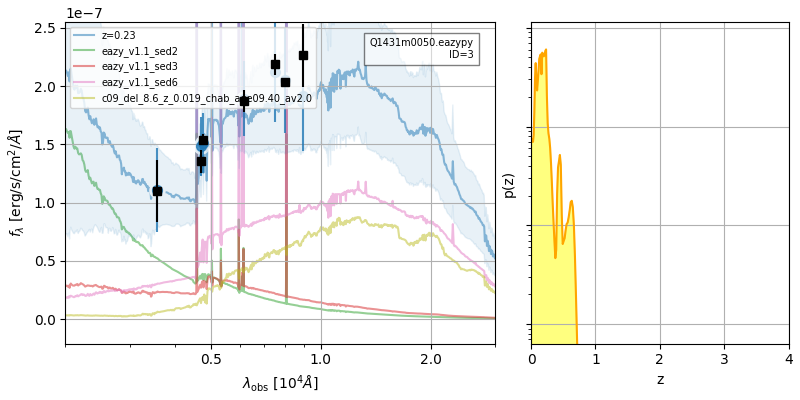 1e−7
z=0.23
eazy_v1.1_sed2
eazy_v1.1_sed3
eazy_v1.1_sed6
c09_del_8.6_z_0.019_chab_age09.40_av2.0
Q1431m0050.eazypy
ID=3
2.5
2.0
1.5
1.0
0.5
0.0
fλ [erg/s/cm²/Å]
0.5
1.0
2.0
λobs [10⁴Å]
p(z)
0
1
2
3
4
z